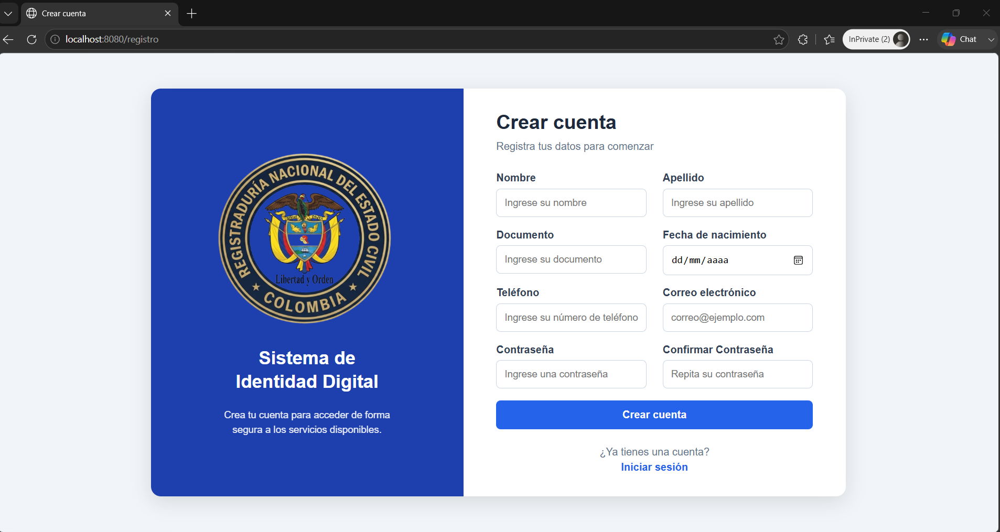 Crear cuenta
localhost:8080/registro
InPrivate (2)
Chat
REGISTRADURÍA NACIONAL DEL ESTADO CIVIL
LIBERTAD Y ORDEN
Libertad y Orden
COLOMBIA
Sistema de
Identidad Digital
Crea tu cuenta para acceder de forma
segura a los servicios disponibles.
Crear cuenta
Registra tus datos para comenzar
Nombre
Apellido
Ingrese su nombre
Ingrese su apellido
Documento
Fecha de nacimiento
Ingrese su documento
dd/mm/aaaa
Teléfono
Correo electrónico
Ingrese su número de teléfono
correo@ejemplo.com
Contraseña
Confirmar Contraseña
Ingrese una contraseña
Repita su contraseña
Crear cuenta
¿Ya tienes una cuenta?
Iniciar sesión